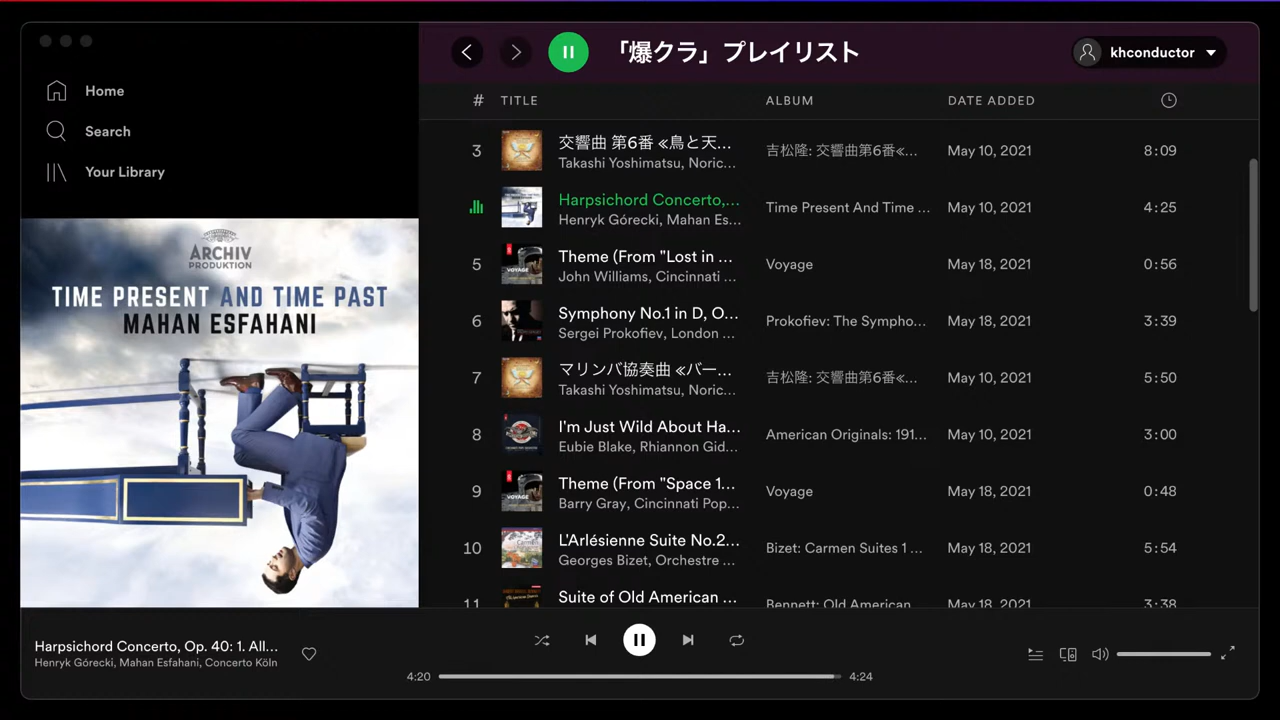 「爆クラ」プレイリスト
khconductor
Home
Search
Your Library
# TITLE ALBUM DATE ADDED
3 交響曲 第6番 ≪鳥と天... 吉松隆: 交響曲第6番≪... May 10, 2021 8:09
Takashi Yoshimatsu, Noric...
Harpsichord Concerto,... Time Present And Time ... May 10, 2021 4:25
Henryk Górecki, Mahan Es...
5 Theme (From "Lost in ... Voyage May 18, 2021 0:56
John Williams, Cincinnati ...
6 Symphony No.1 in D, O... Prokofiev: The Sympho... May 18, 2021 3:39
Sergei Prokofiev, London ...
7 マリンバ協奏曲 ≪バー... 吉松隆: 交響曲第6番≪... May 10, 2021 5:50
Takashi Yoshimatsu, Noric...
8 I'm Just Wild About Ha... American Originals: 191... May 10, 2021 3:00
Eubie Blake, Rhiannon Gid...
9 Theme (From "Space 1... Voyage May 18, 2021 0:48
Barry Gray, Cincinnati Pop...
10 L'Arlésienne Suite No.2... Bizet: Carmen Suites 1 ... May 18, 2021 5:54
Georges Bizet, Orchestre ...
11 Suite of Old American ... Bennett: Old American May 18, 2021 3:38
ARCHIV
PRODUKTION
TIME PRESENT AND TIME PAST
MAHAN ESFAHANI
Harpsichord Concerto, Op. 40: 1. All...
Henryk Górecki, Mahan Esfahani, Concerto Köln
4:20 4:24